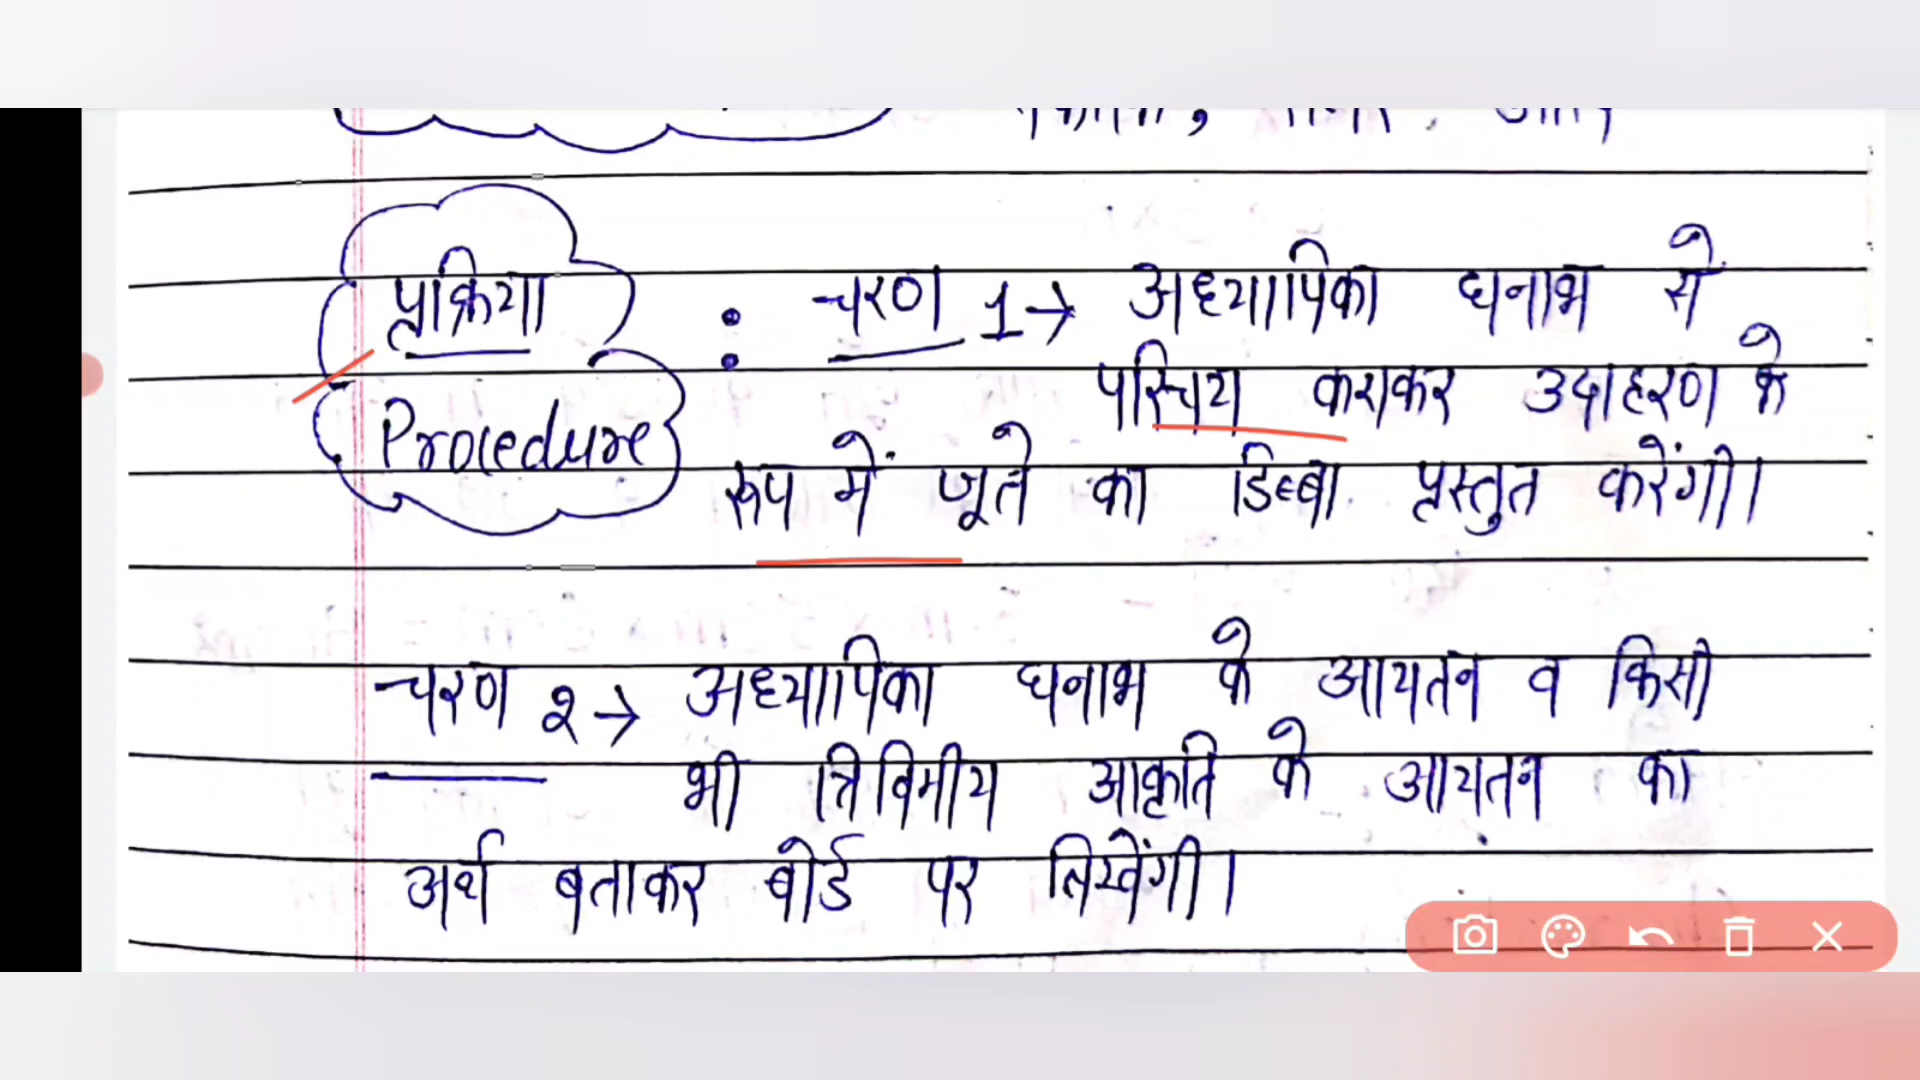 प्रक्रिया : चरण 1→ अध्यापिका घनाभ से
परिचय कराकर उदाहरण के
Procedure
रूप में जूते का डिब्बा प्रस्तुत करेंगी।
चरण 2→ अध्यापिका घनाभ के आयतन व किसी
भी त्रिविमीय आकृति के आयतन का
अर्थ बताकर बोर्ड पर लिखेंगी।